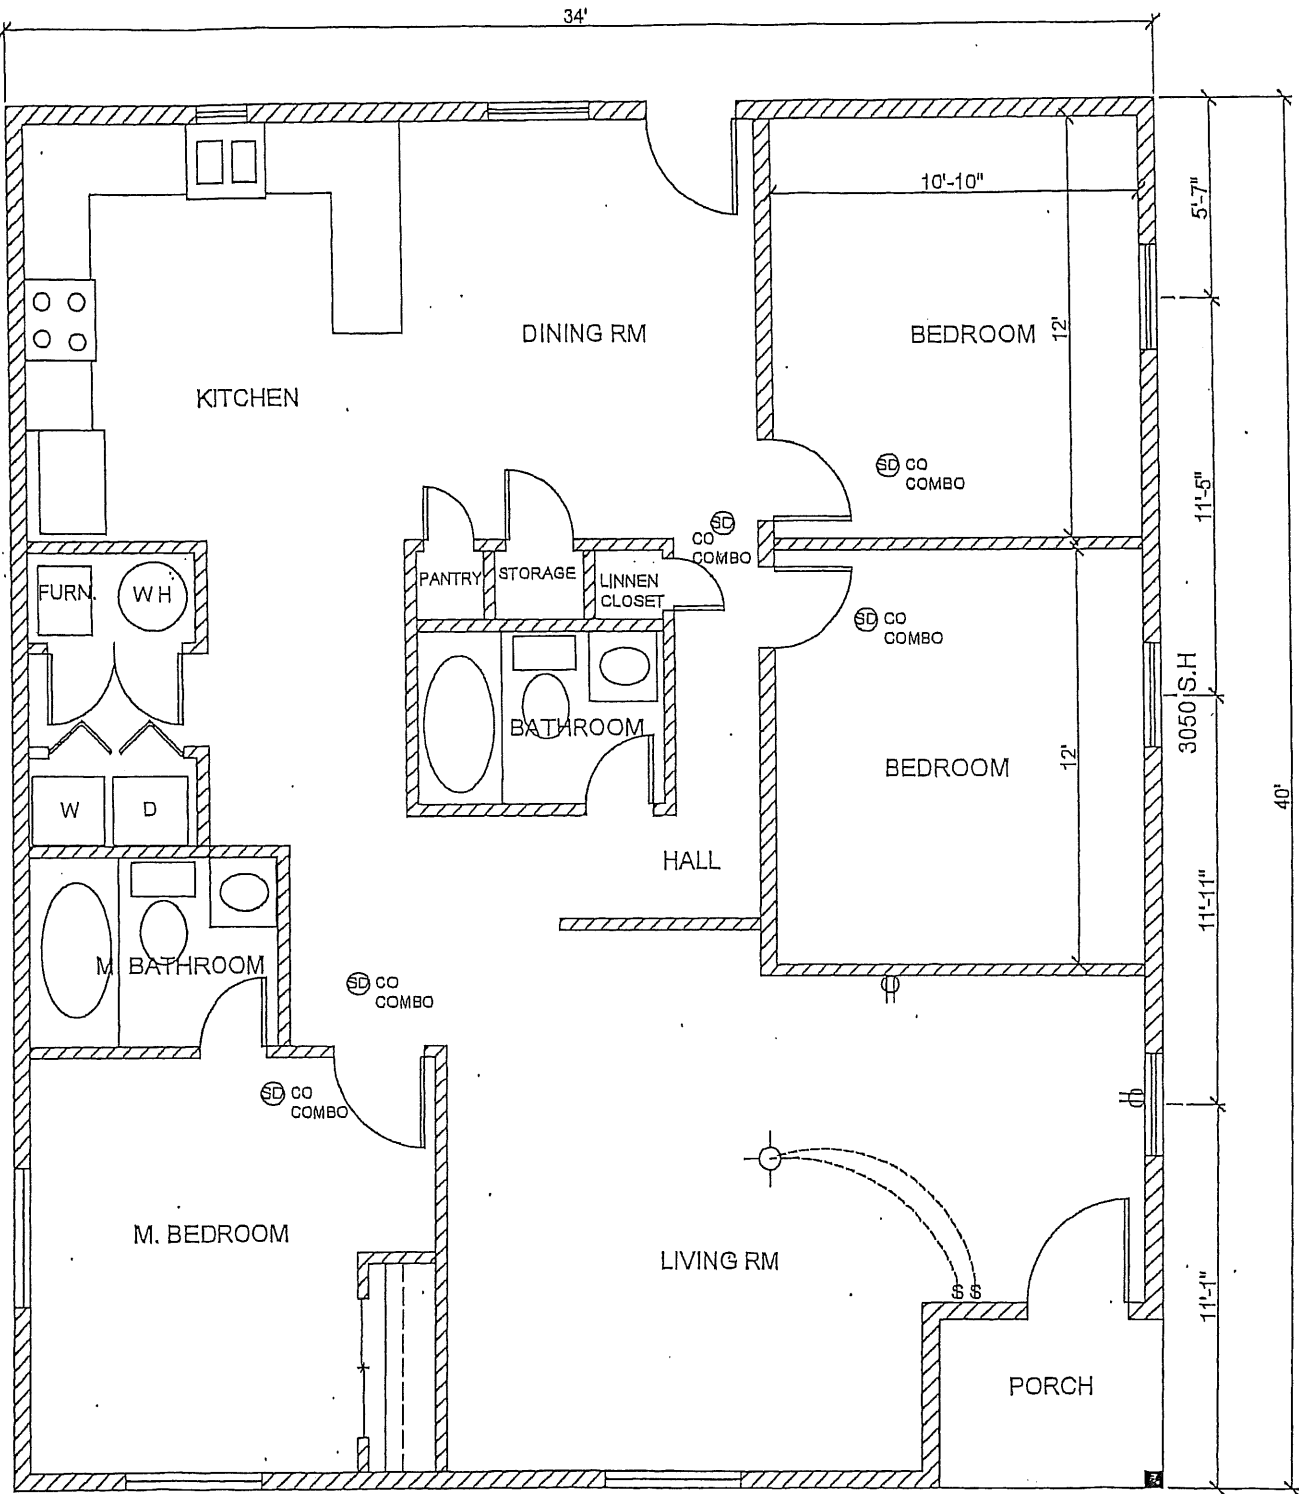 34'
10'-10"
5'-7"
DINING RM
BEDROOM
12'
KITCHEN
SD CO
COMBO
11'-5"
SD
CO
COMBO
PANTRY
STORAGE
LINNEN
CLOSET
FURN.
WH
SD CO
COMBO
3050 S.H
BATHROOM
BEDROOM
12'
W
D
40'
HALL
11'-11"
M BATHROOM
SD CO
COMBO
SD CO
COMBO
M. BEDROOM
LIVING RM
S S
11'-1"
PORCH